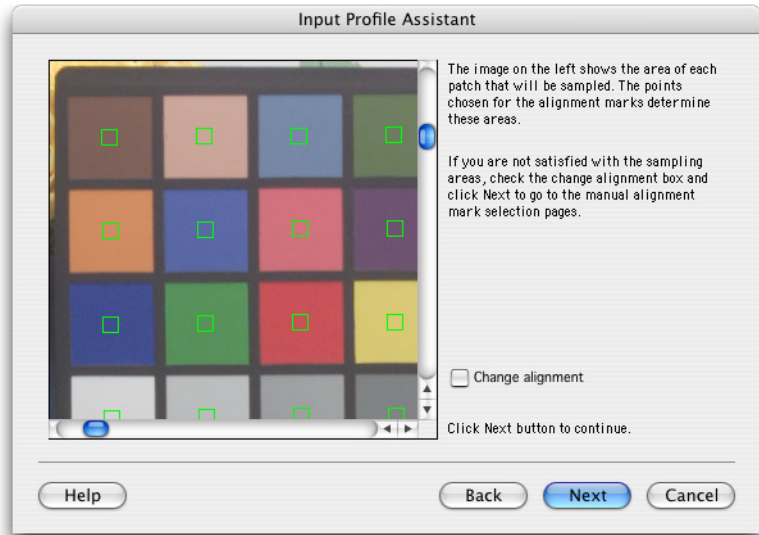 Input Profile Assistant
The image on the left shows the area of each
patch that will be sampled. The points
chosen for the alignment marks determine
these areas.
If you are not satisfied with the sampling
areas, check the change alignment box and
click Next to go to the manual alignment
mark selection pages.
Change alignment
Click Next button to continue.
Help
Back
Next
Cancel